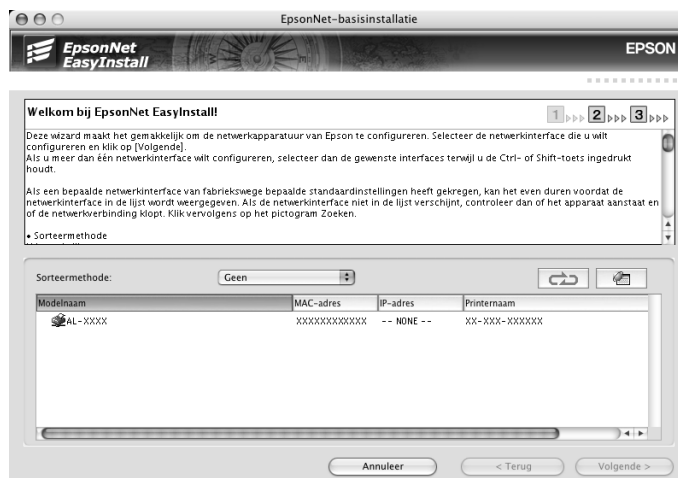 EpsonNet-basisinstallatie
EpsonNet
EasyInstall
EPSON
Welkom bij EpsonNet EasyInstall!
1 2 3
Deze wizard maakt het gemakkelijk om de netwerkapparatuur van Epson te configureren. Selecteer de netwerkinterface die u wilt
configureren en klik op [Volgende].
Als u meer dan één netwerkinterface wilt configureren, selecteer dan de gewenste interfaces terwijl u de Ctrl- of Shift-toets ingedrukt
houdt.
Als een bepaalde netwerkinterface van fabriekswege bepaalde standaardinstellingen heeft gekregen, kan het even duren voordat de
netwerkinterface in de lijst wordt weergegeven. Als de netwerkinterface niet in de lijst verschijnt, controleer dan of het apparaat aanstaat en
of de netwerkverbinding klopt. Klik vervolgens op het pictogram Zoeken.
• Sorteermethode
Sorteermethode: Geen
Modelnaam MAC-adres IP-adres Printernaam
AL-XXXX XXXXXXXXXXXX -- NONE -- XX-XXX-XXXXXX
Annuleer < Terug Volgende >